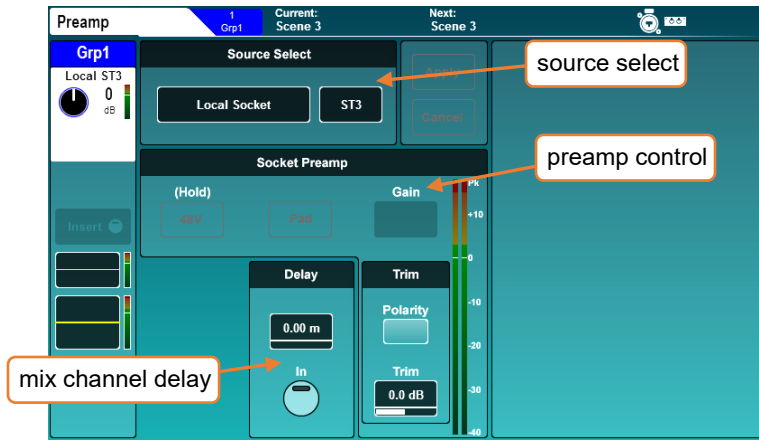 Preamp
1
Grp1
Current:
Scene 3
Next:
Scene 3
Grp1
Local ST3
0
dB
Insert
Source Select
Local Socket
ST3
Apply
Cancel
source select
Socket Preamp
(Hold)
48V
Pad
Gain
preamp control
Pk
+10
0
-10
-20
-30
-40
Delay
0.00 m
In
mix channel delay
Trim
Polarity
Trim
0.0 dB